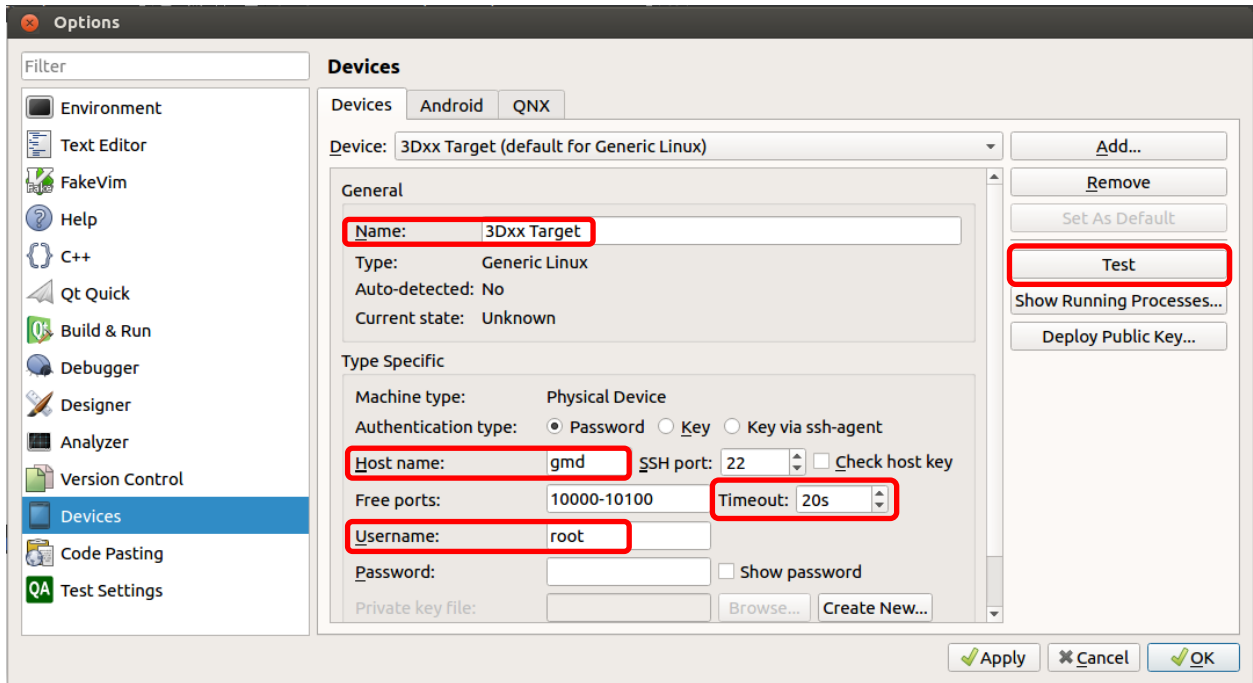 Options
Filter
Environment
Text Editor
FakeVim
Help
C++
Qt Quick
Build & Run
Debugger
Designer
Analyzer
Version Control
Devices
Code Pasting
QA Test Settings
Devices
Devices Android QNX
Device: 3Dxx Target (default for Generic Linux)
General
Name: 3Dxx Target
Type: Generic Linux
Auto-detected: No
Current state: Unknown
Type Specific
Machine type: Physical Device
Authentication type: Password Key Key via ssh-agent
Host name: gmd SSH port: 22 Check host key
Free ports: 10000-10100 Timeout: 20s
Username: root
Password: Show password
Private key file: Browse... Create New...
Add...
Remove
Set As Default
Test
Show Running Processes...
Deploy Public Key...
Apply Cancel OK